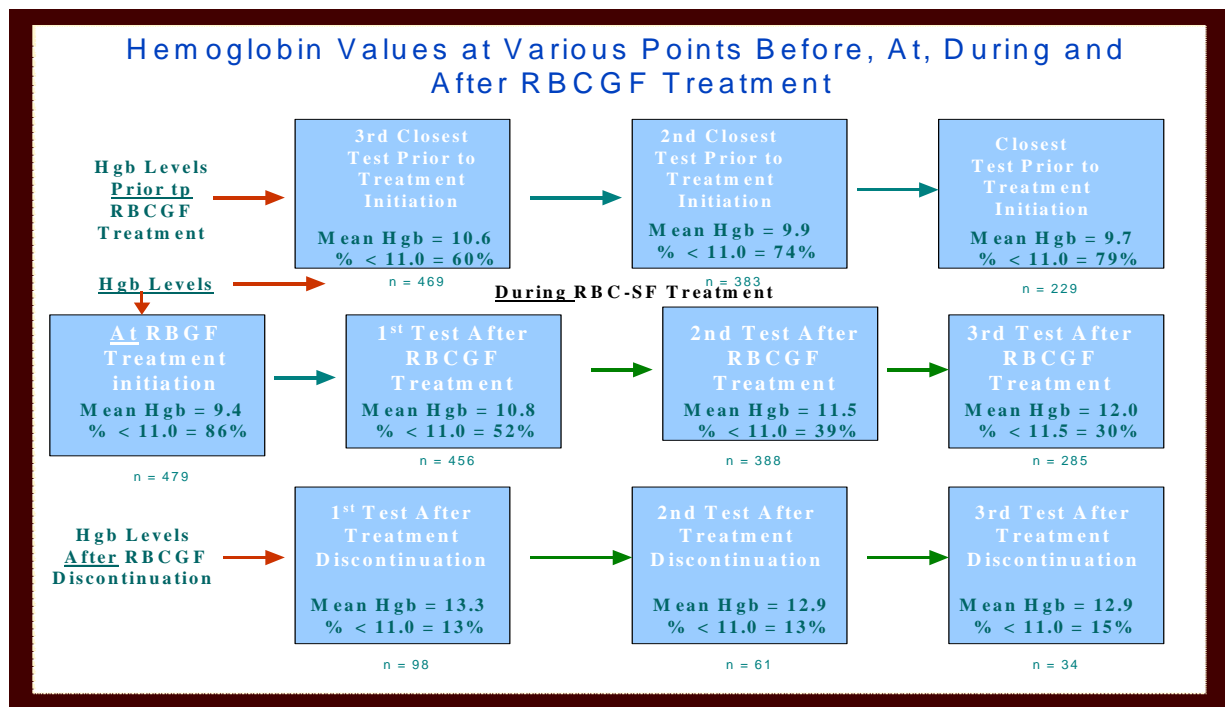 Hemoglobin Values at Various Points Before, At, During and
After RBCGF Treatment
Hgb Levels
Prior tp
RBCGF
Treatment
3rd Closest
Test Prior to
Treatment
Initiation
Mean Hgb = 10.6
% < 11.0 = 60%
n = 469
2nd Closest
Test Prior to
Treatment
Initiation
Mean Hgb = 9.9
% < 11.0 = 74%
n = 383
Closest
Test Prior to
Treatment
Initiation
Mean Hgb = 9.7
% < 11.0 = 79%
n = 229
Hgb Levels
During RBC-SF Treatment
At RBGF
Treatment
initiation
Mean Hgb = 9.4
% < 11.0 = 86%
n = 479
1st Test After
RBCGF
Treatment
Mean Hgb = 10.8
% < 11.0 = 52%
n = 456
2nd Test After
RBCGF
Treatment
Mean Hgb = 11.5
% < 11.0 = 39%
n = 388
3rd Test After
RBCGF
Treatment
Mean Hgb = 12.0
% < 11.5 = 30%
n = 285
Hgb Levels
After RBCGF
Discontinuation
1st Test After
Treatment
Discontinuation
Mean Hgb = 13.3
% < 11.0 = 13%
n = 98
2nd Test After
Treatment
Discontinuation
Mean Hgb = 12.9
% < 11.0 = 13%
n = 61
3rd Test After
Treatment
Discontinuation
Mean Hgb = 12.9
% < 11.0 = 15%
n = 34